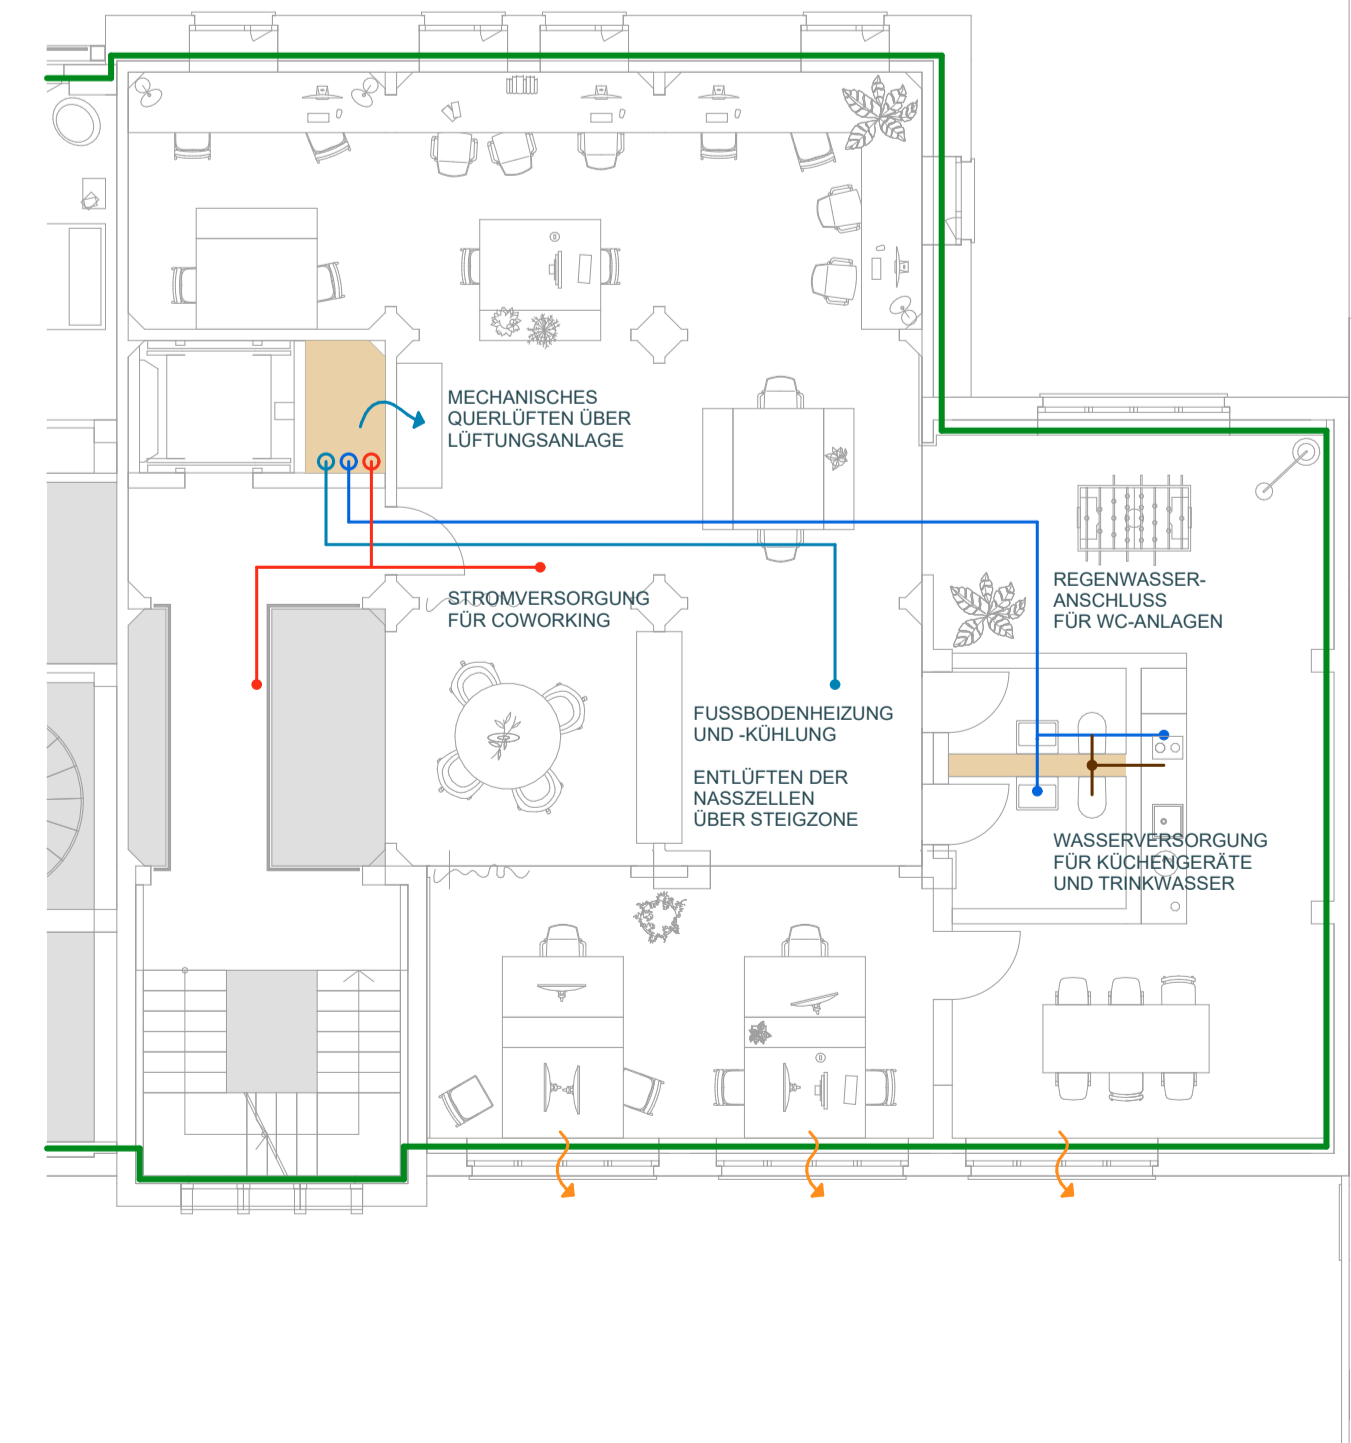 MECHANISCHES
QUERLÜFTEN ÜBER
LÜFTUNGSANLAGE
STROMVERSORGUNG
FÜR COWORKING
REGENWASSER-
ANSCHLUSS
FÜR WC-ANLAGEN
FUSSBODENHEIZUNG
UND -KÜHLUNG
ENTLÜFTEN DER
NASSZELLEN
ÜBER STEIGZONE
WASSERVERSORGUNG
FÜR KÜCHENGERÄTE
UND TRINKWASSER